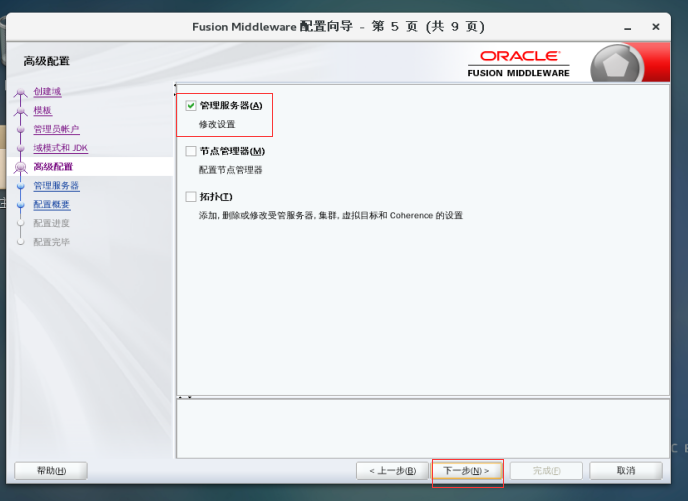 Fusion Middleware 配置向导 - 第 5 页 (共 9 页)
高级配置
ORACLE
FUSION MIDDLEWARE
创建域
模板
管理员帐户
域模式和 JDK
高级配置
管理服务器
配置概要
配置进度
配置完毕
管理服务器(A)
修改设置
节点管理器(M)
配置节点管理器
拓扑(T)
添加, 删除或修改受管服务器, 集群, 虚拟目标和 Coherence 的设置
帮助(H)
< 上一步(B)
下一步(N) >
完成(F)
取消